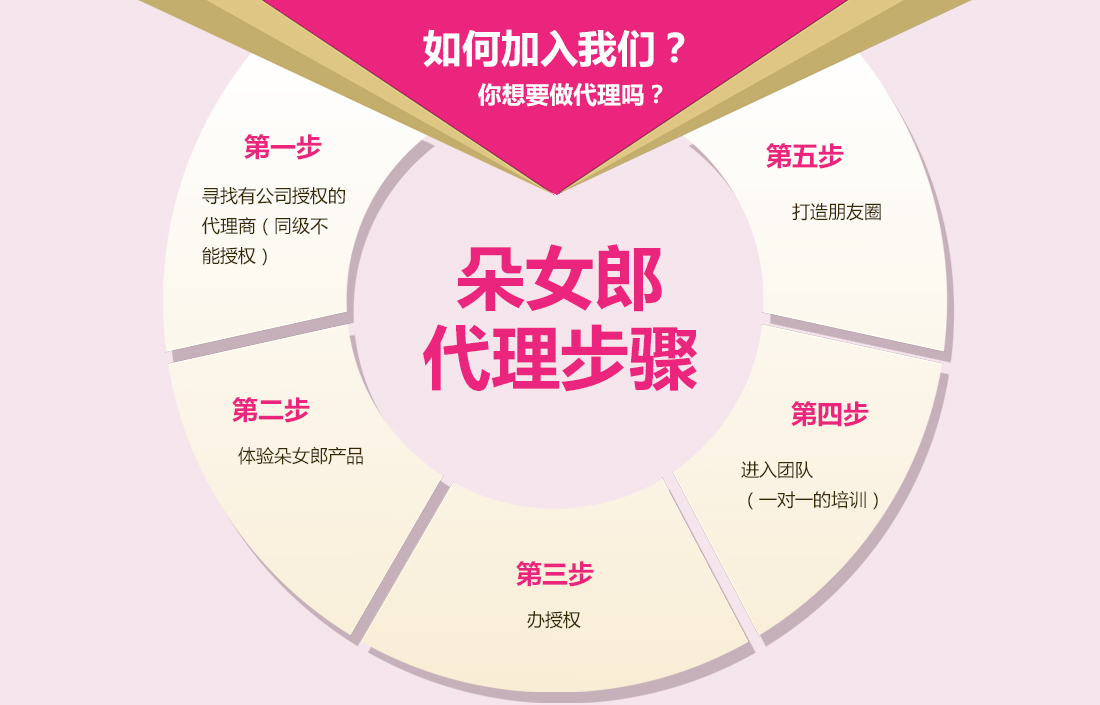 如何加入我们？
你想要做代理吗？
朵女郎
代理步骤
第一步
寻找有公司授权的
代理商（同级不
能授权）
第二步
体验朵女郎产品
第三步
办授权
第四步
进入团队
（一对一的培训）
第五步
打造朋友圈